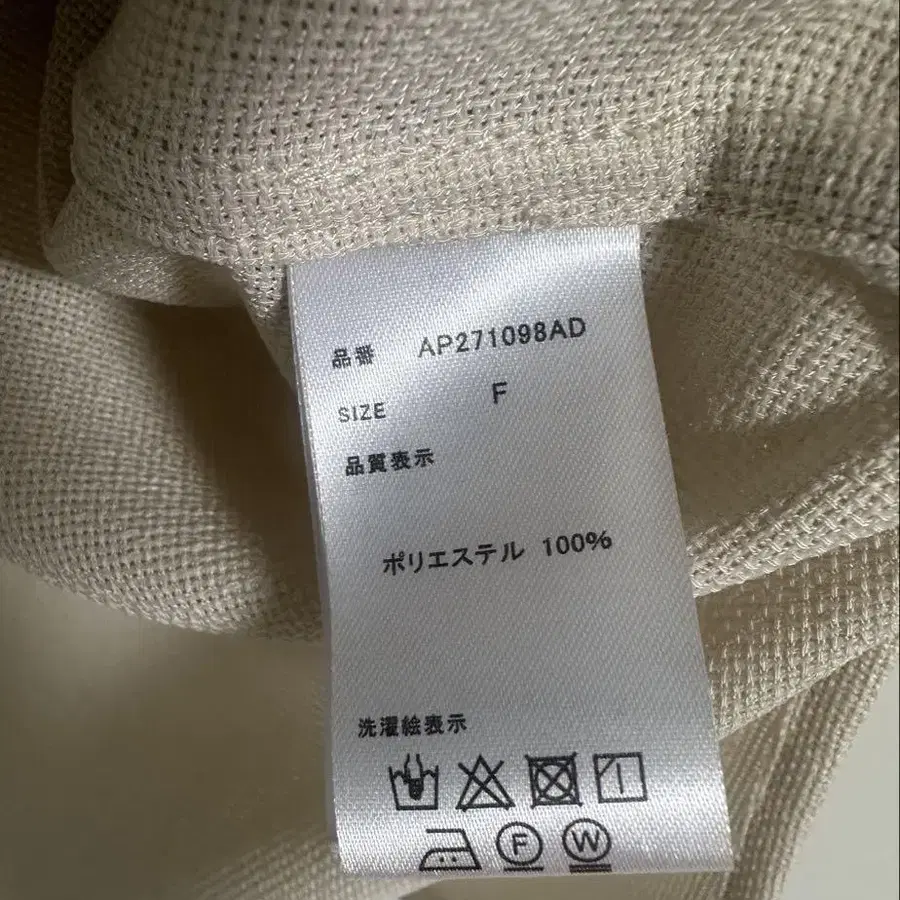 品番 AP271098AD
SIZE F
品質表示
ポリエステル 100%
洗濯絵表示
F W